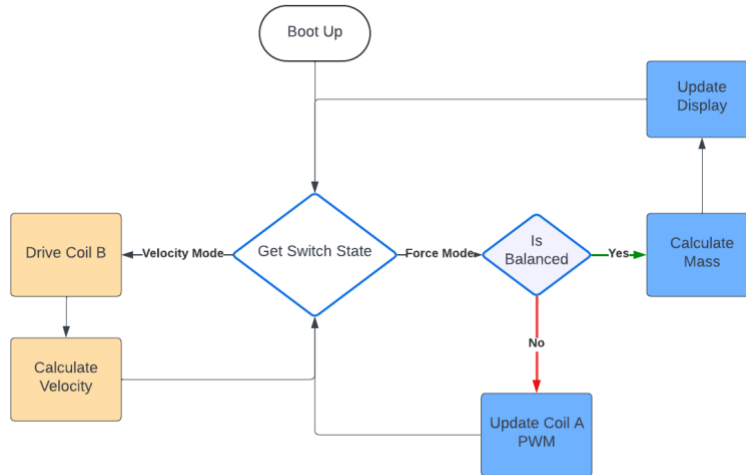 Boot Up
Update
Display
Drive Coil B
Velocity Mode
Get Switch State
Force Mode
Is
Balanced
Yes
Calculate
Mass
No
Calculate
Velocity
Update Coil A
PWM